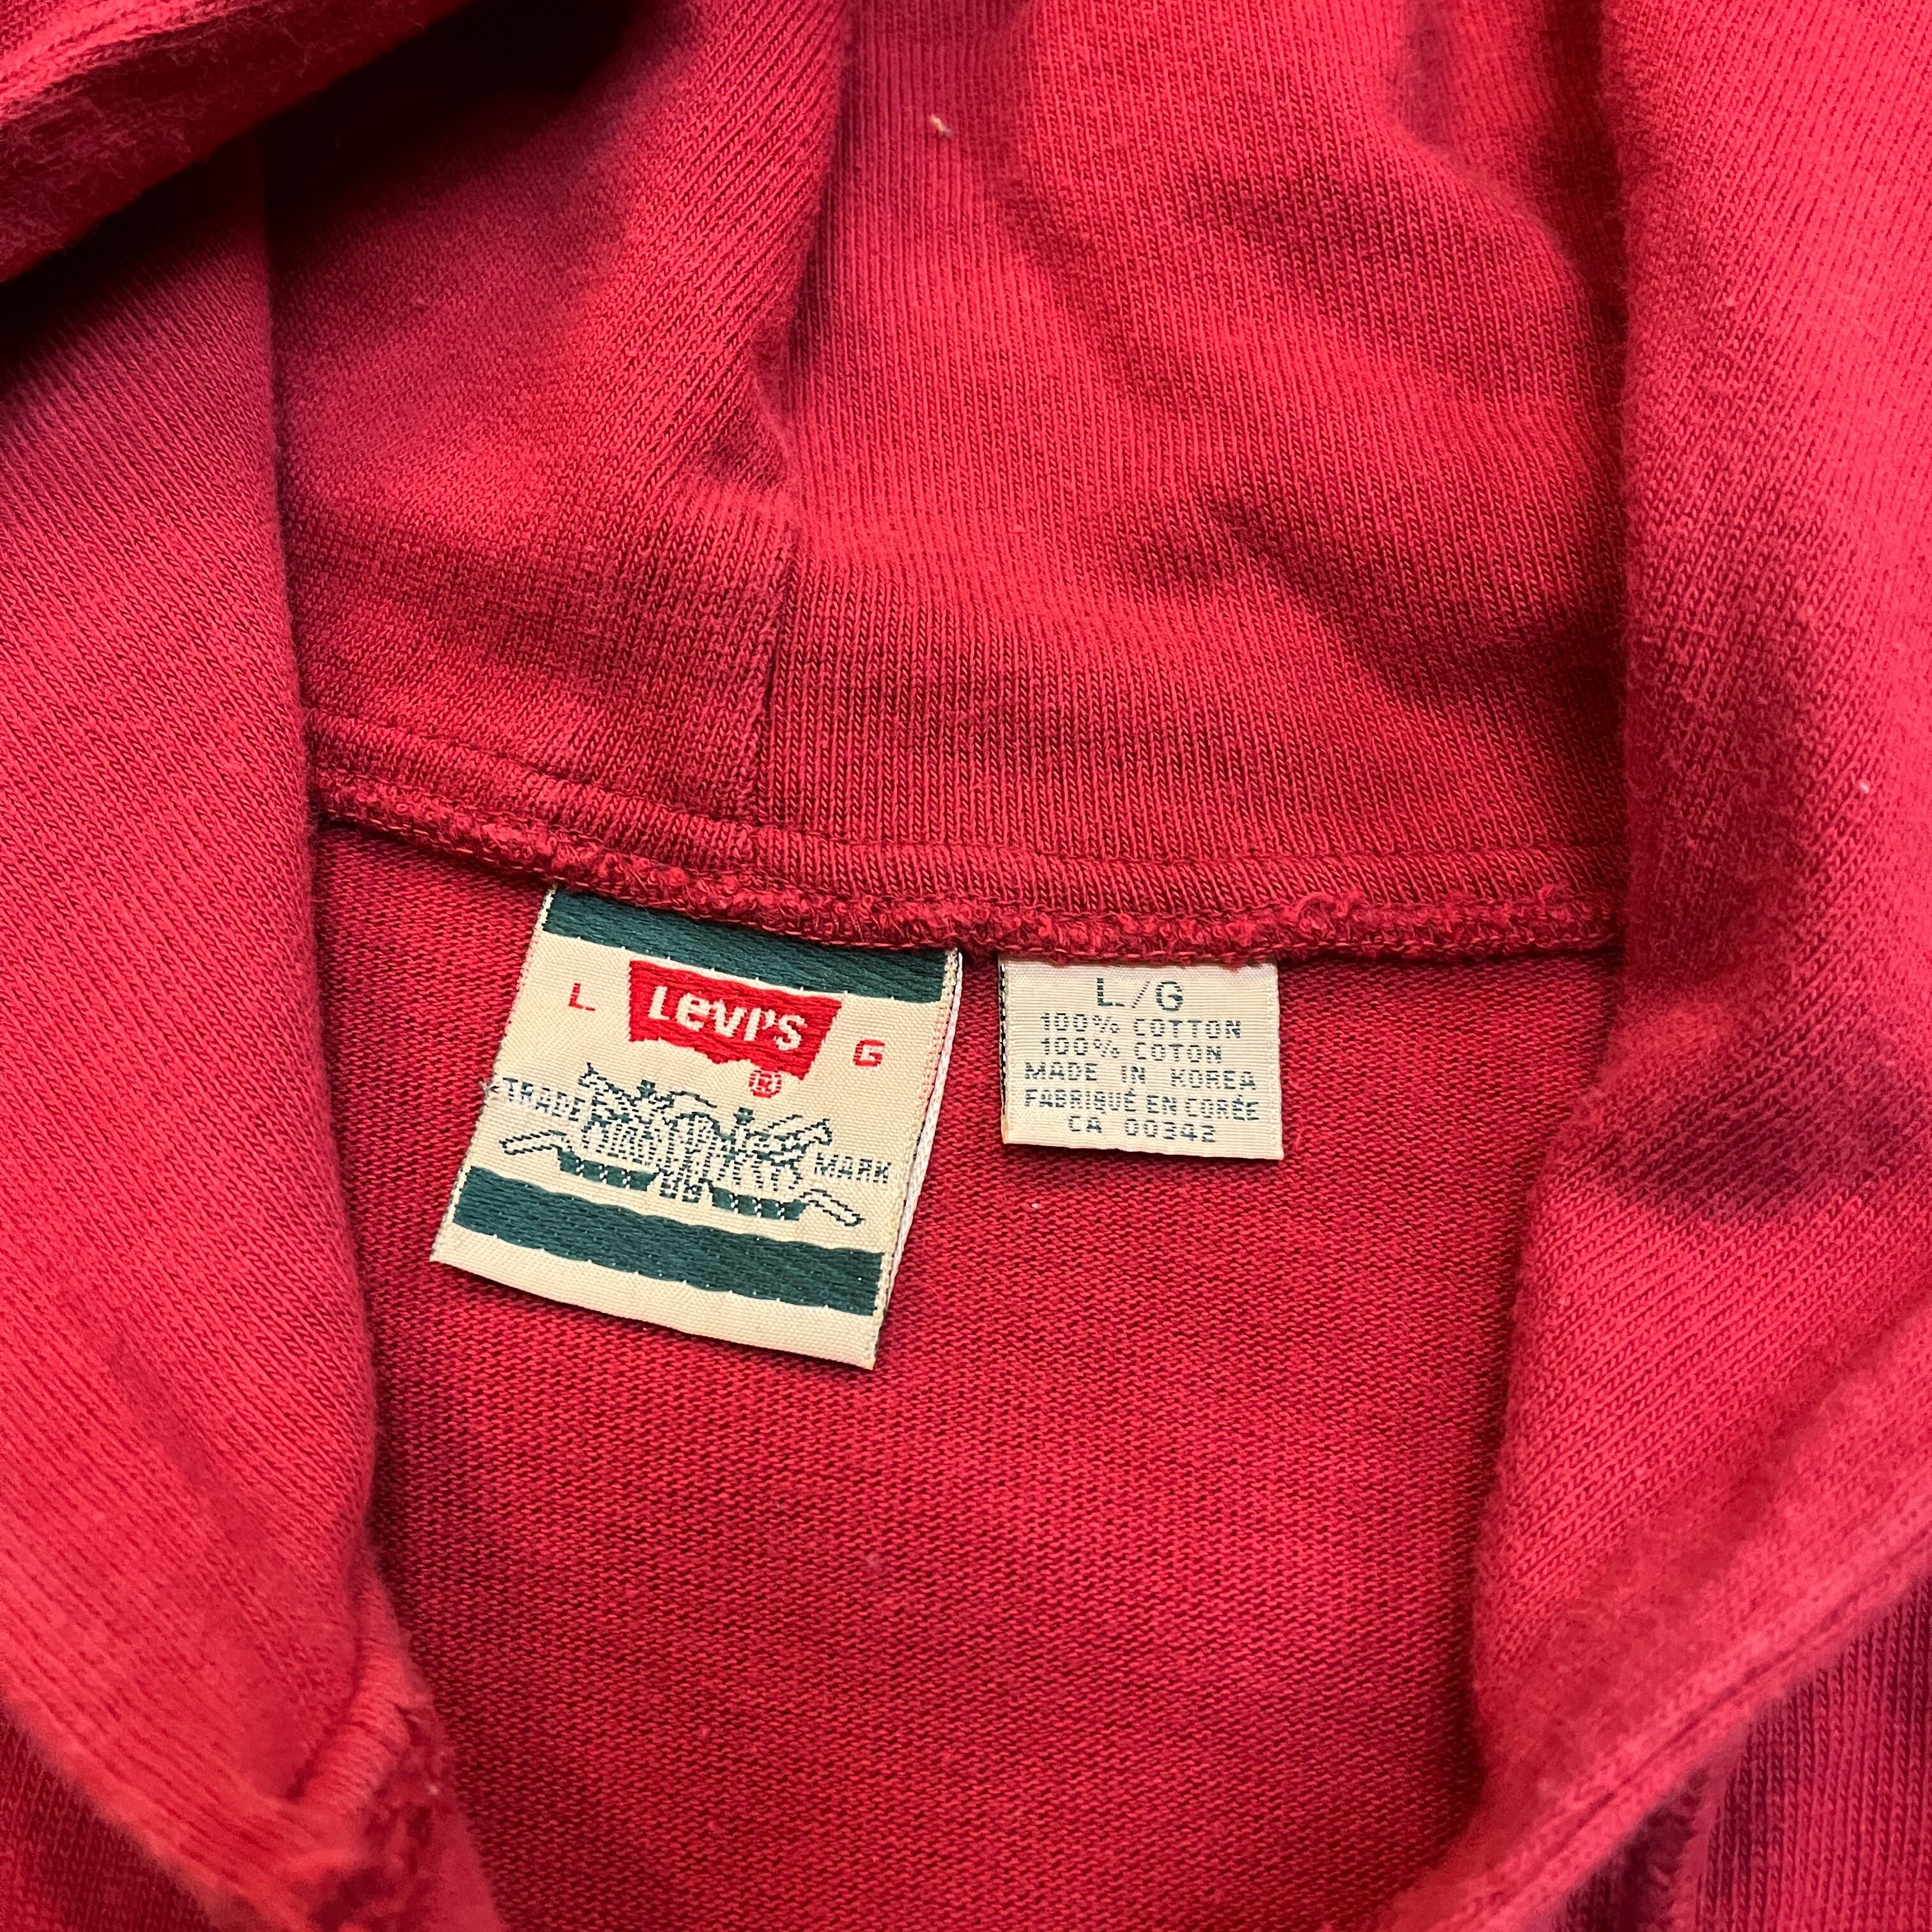 L Levi's G
®
TRADE MARK
L/G
100% COTTON
100% COTON
MADE IN KOREA
FABRIQUÉ EN CORÉE
CA 00342